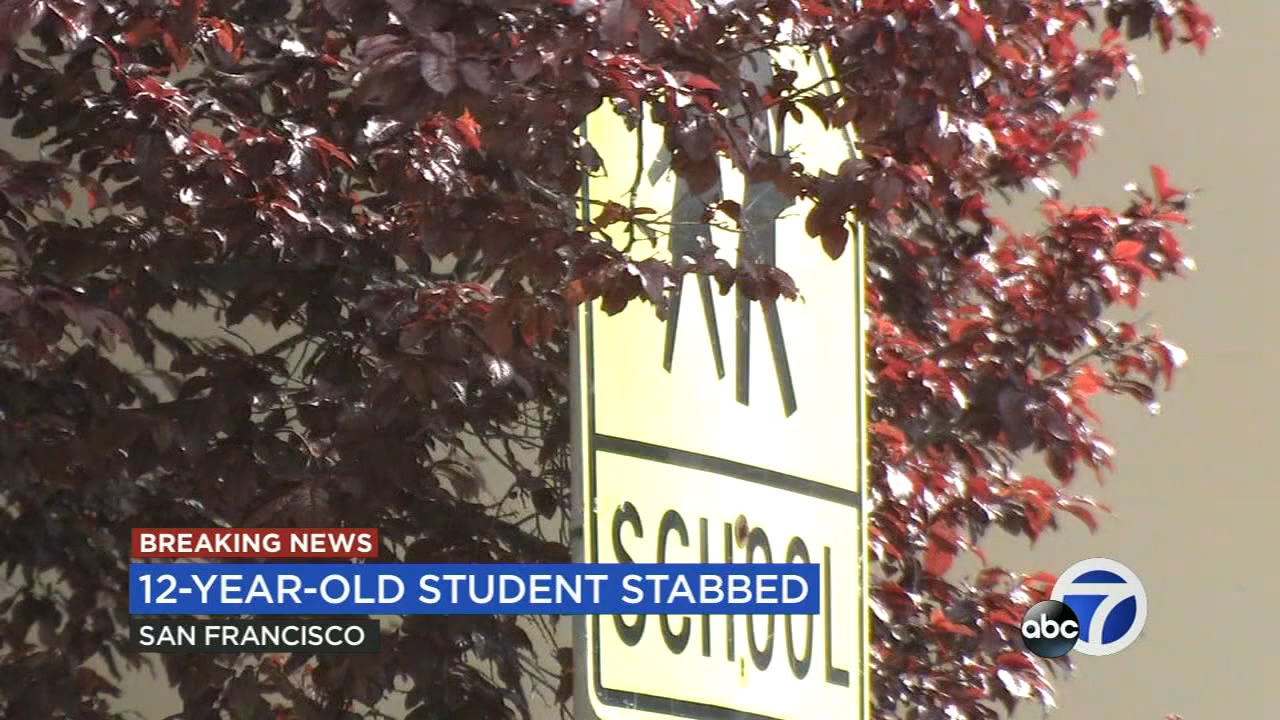 SCHOOL
BREAKING NEWS
12-YEAR-OLD STUDENT STABBED
SAN FRANCISCO
abc 7